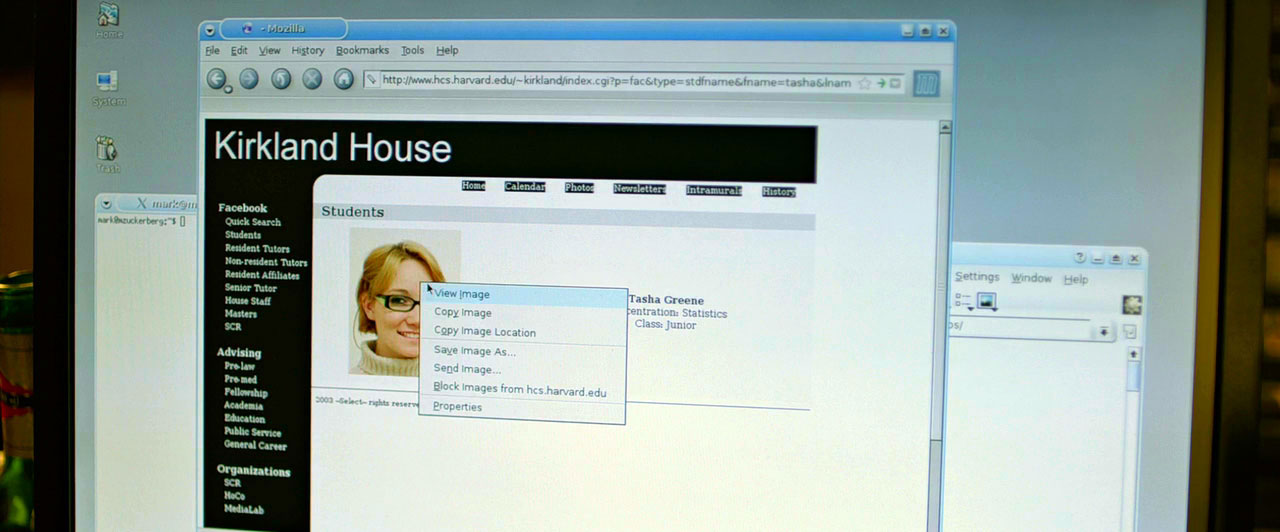 Home
System
Trash
- Mozilla
File Edit View History Bookmarks Tools Help
http://www.hcs.harvard.edu/~kirkland/index.cgi?p=fac&type=stdfname&fname=tasha&lnam
Kirkland House
Home Calendar Photos Newsletters Intramurals History
Students
Facebook
Quick Search
Students
Resident Tutors
Non-resident Tutors
Resident Affiliates
Senior Tutor
House Staff
Masters
SCR
Advising
Pre-law
Pre-med
Fellowship
Academia
Education
Public Service
General Career
Organizations
SCR
HoCo
MediaLab
View Image
Copy Image
Copy Image Location
Save Image As...
Send Image...
Block Images from hcs.harvard.edu
Properties
Tasha Greene
centration: Statistics
Class: Junior
2003 ~Select~ rights reserve
X mark@m
mark@mzuckerberg:~$
?
Settings Window Help
os/